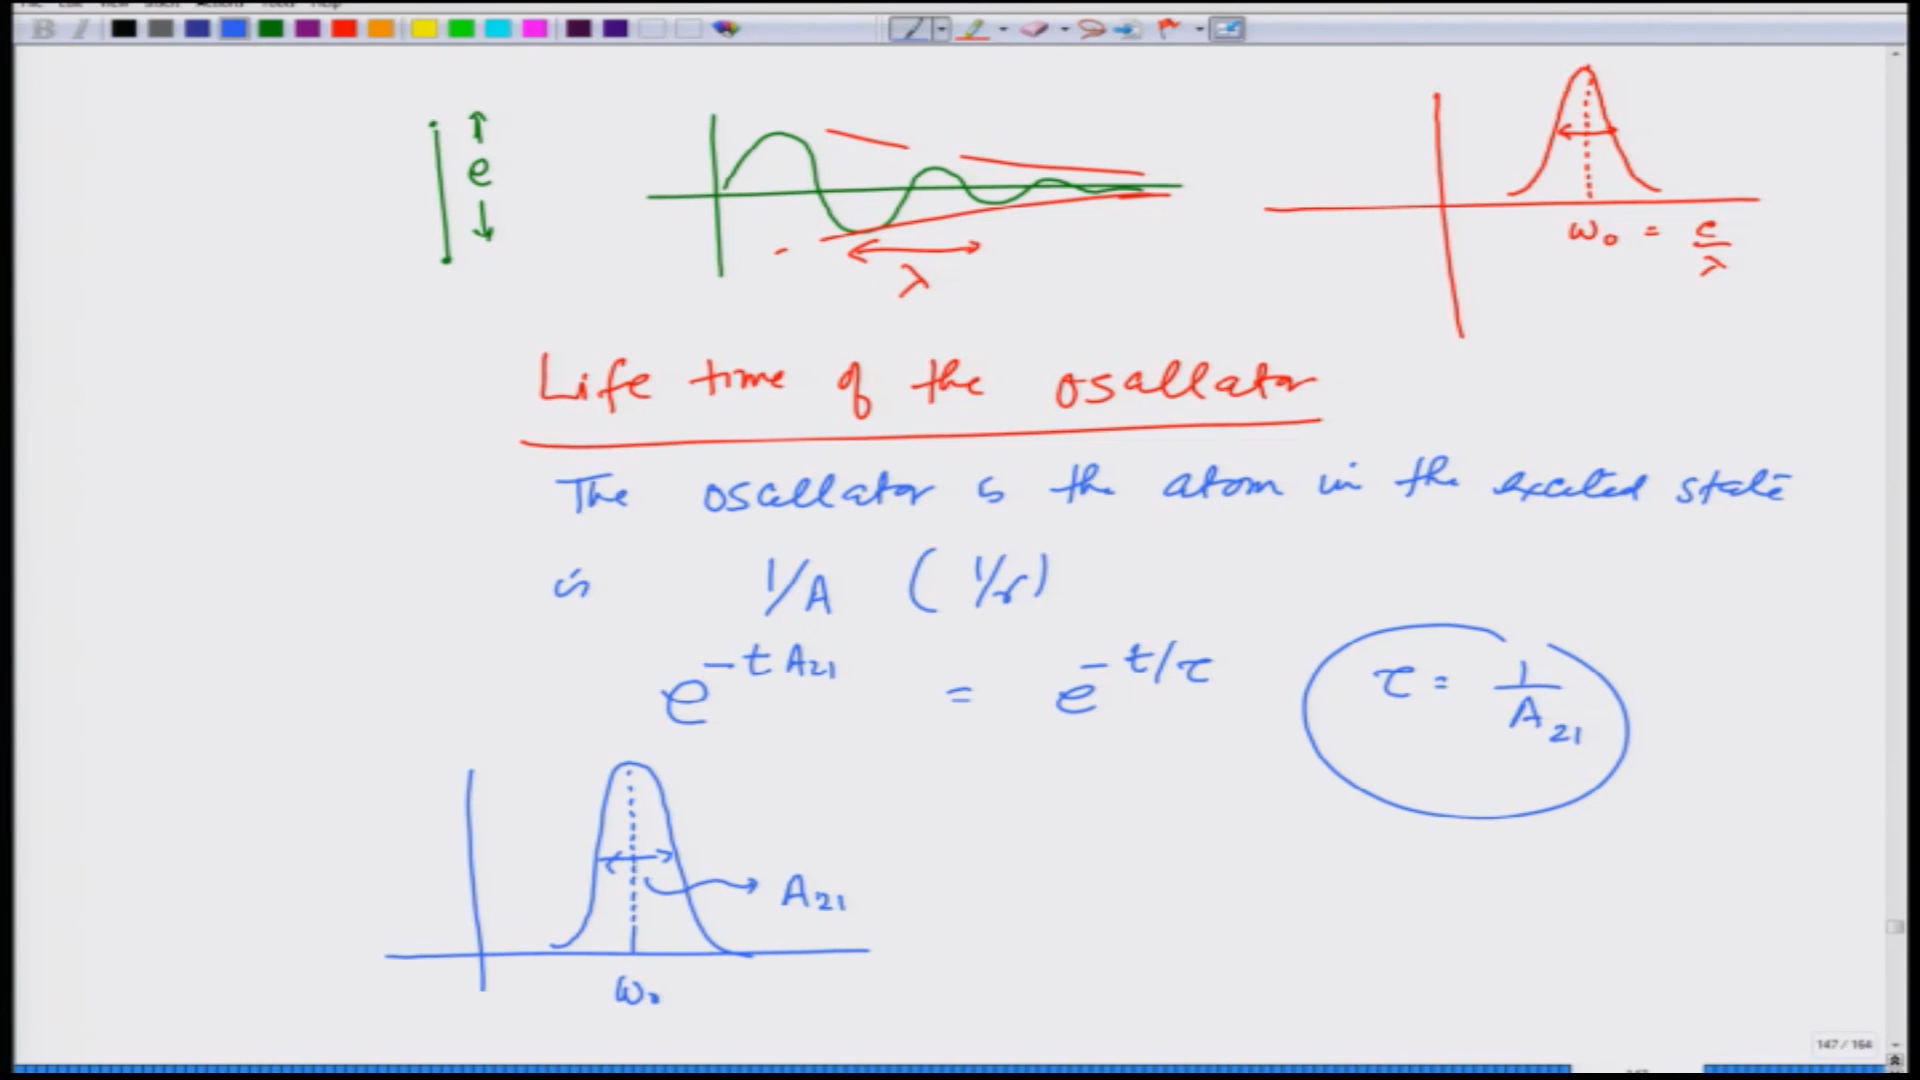 e
λ
ω₀ = c/λ
Life time of the osallator
The osallator is the atom in the excited state
is 1/A ( 1/γ)
e^{-tA₂₁} = e^{-t/τ}
τ = 1/A₂₁
A₂₁
ω₀
147 / 164